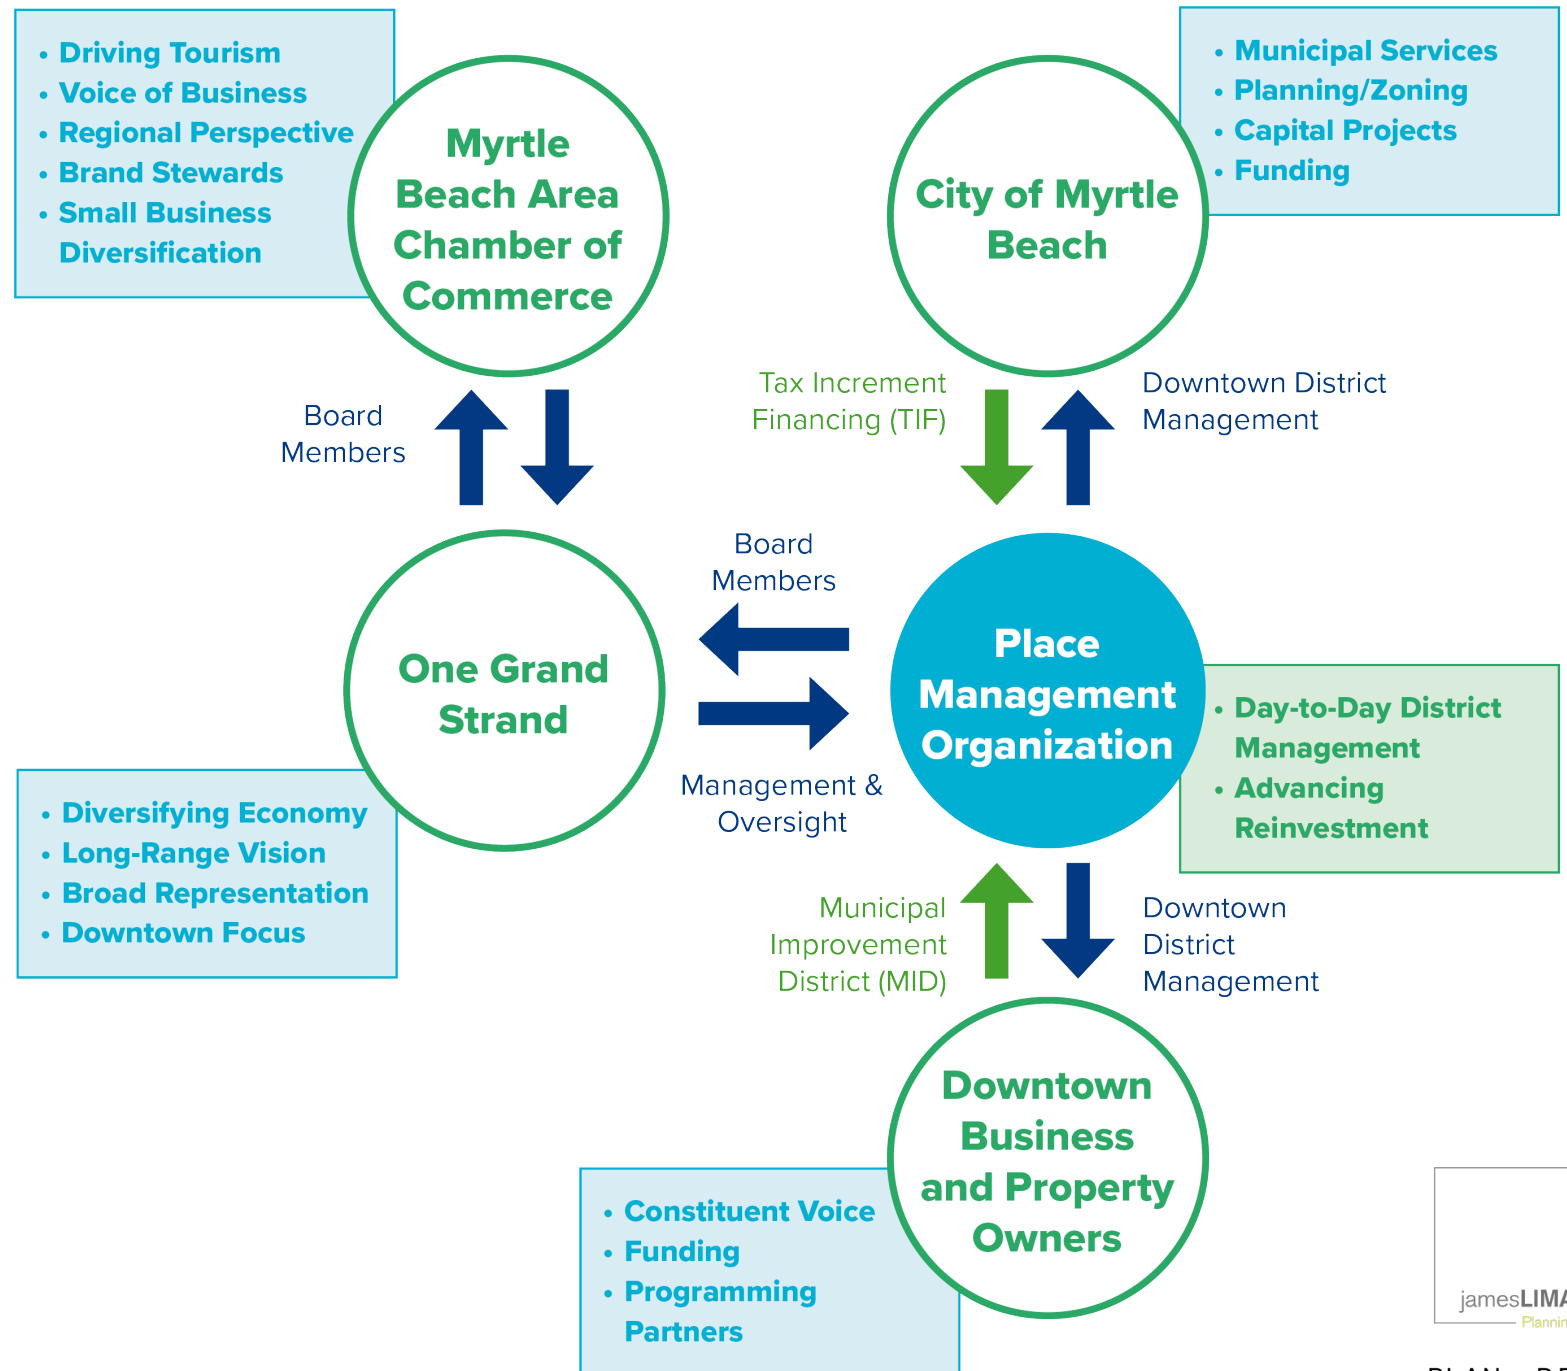 • Driving Tourism
• Voice of Business
• Regional Perspective
• Brand Stewards
• Small Business
Diversification
Myrtle
Beach Area
Chamber of
Commerce
City of Myrtle
Beach
• Municipal Services
• Planning/Zoning
• Capital Projects
• Funding
Board
Members
Tax Increment
Financing (TIF)
Downtown District
Management
One Grand
Strand
Board
Members
Management &
Oversight
Place
Management
Organization
• Day-to-Day District
Management
• Advancing
Reinvestment
• Diversifying Economy
• Long-Range Vision
• Broad Representation
• Downtown Focus
Municipal
Improvement
District (MID)
Downtown
District
Management
Downtown
Business
and Property
Owners
• Constituent Voice
• Funding
• Programming
Partners
jamesLIMA